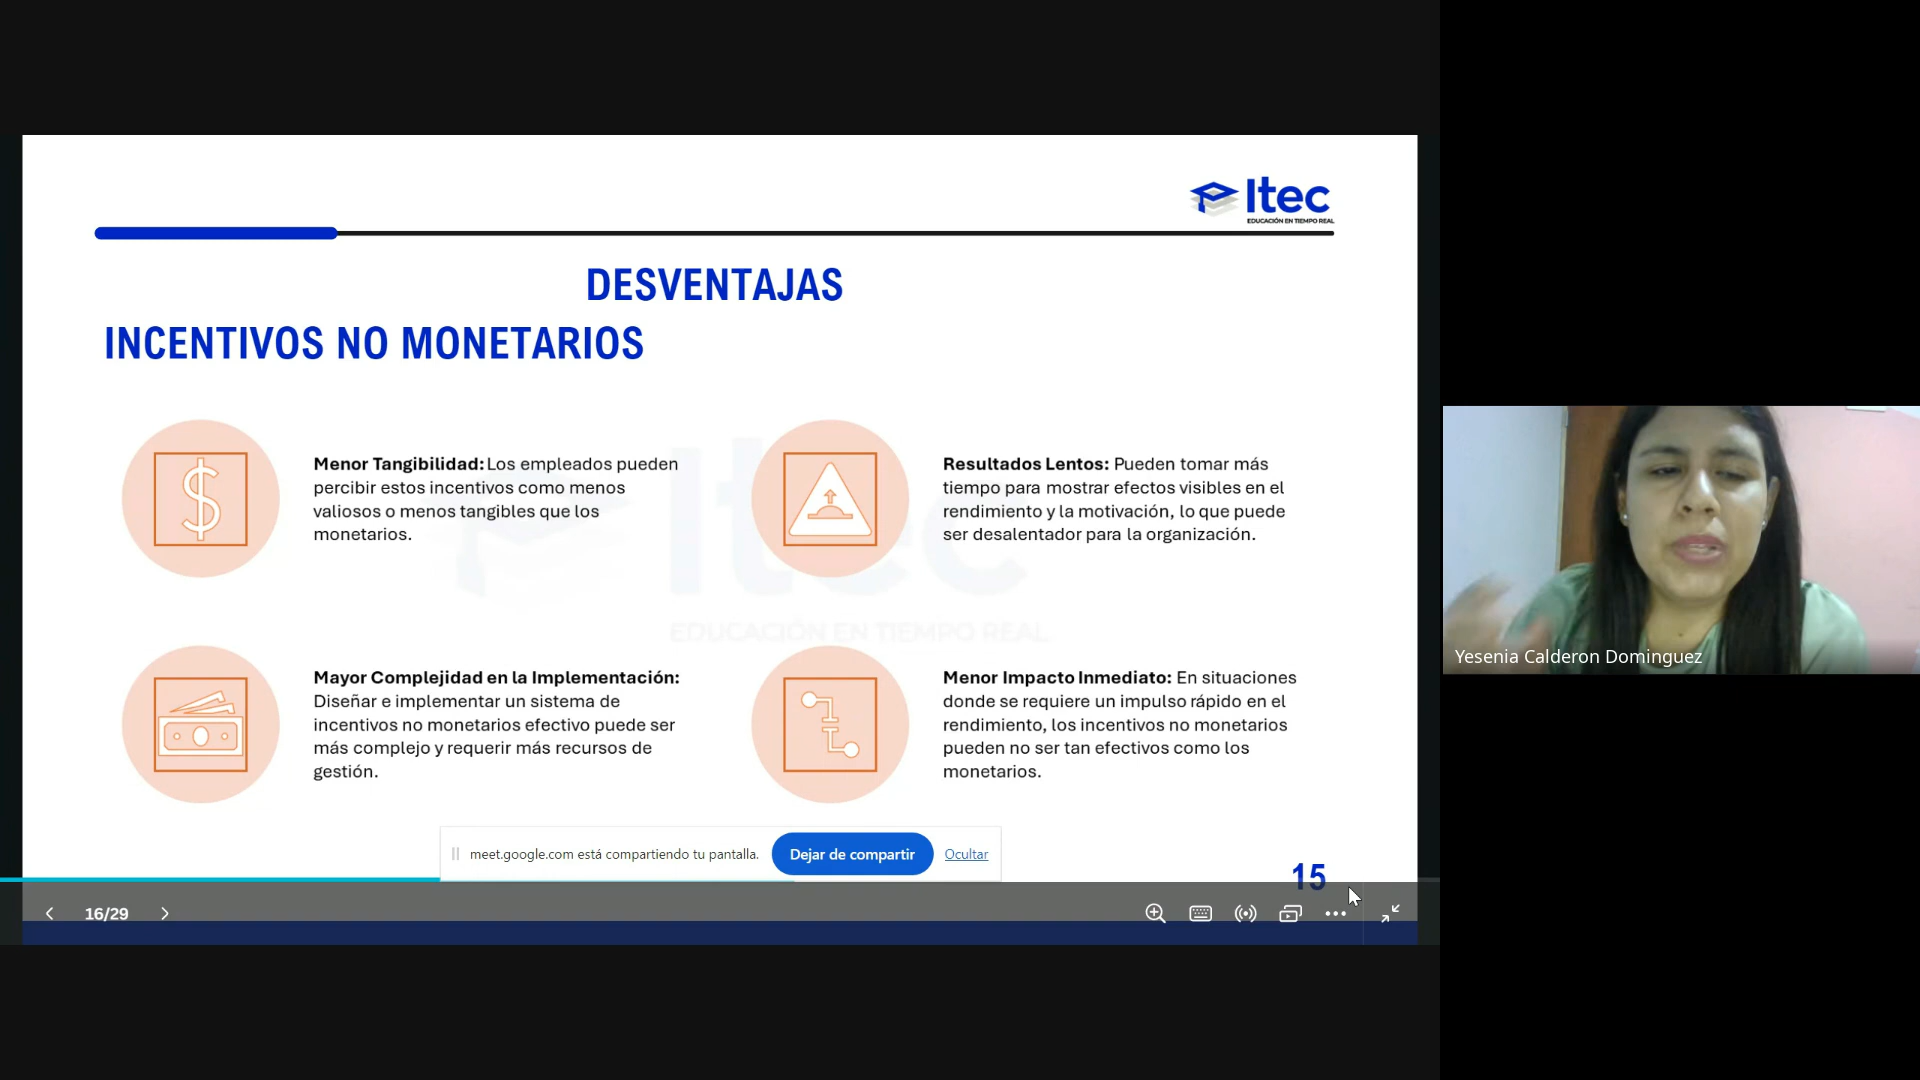 Itec
EDUCACIÓN EN TIEMPO REAL
DESVENTAJAS
INCENTIVOS NO MONETARIOS
Menor Tangibilidad: Los empleados pueden
percibir estos incentivos como menos
valiosos o menos tangibles que los
monetarios.
Resultados Lentos: Pueden tomar más
tiempo para mostrar efectos visibles en el
rendimiento y la motivación, lo que puede
ser desalentador para la organización.
Itec
EDUCACIÓN EN TIEMPO REAL
Mayor Complejidad en la Implementación:
Diseñar e implementar un sistema de
incentivos no monetarios efectivo puede ser
más complejo y requerir más recursos de
gestión.
Menor Impacto Inmediato: En situaciones
donde se requiere un impulso rápido en el
rendimiento, los incentivos no monetarios
pueden no ser tan efectivos como los
monetarios.
meet.google.com está compartiendo tu pantalla.
Dejar de compartir
Ocultar
15
16/29
Yesenia Calderon Dominguez